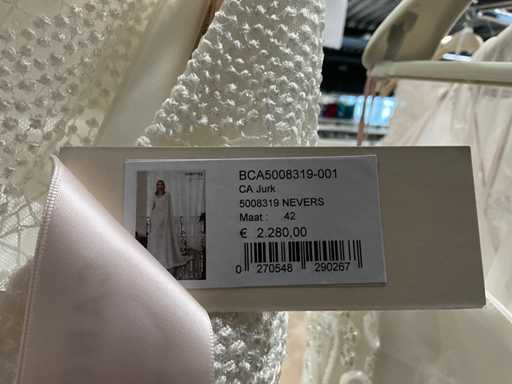 BCA5008319-001
CA Jurk
5008319 NEVERS
Maat : .42
€ 2.280,00
0 270548 290267